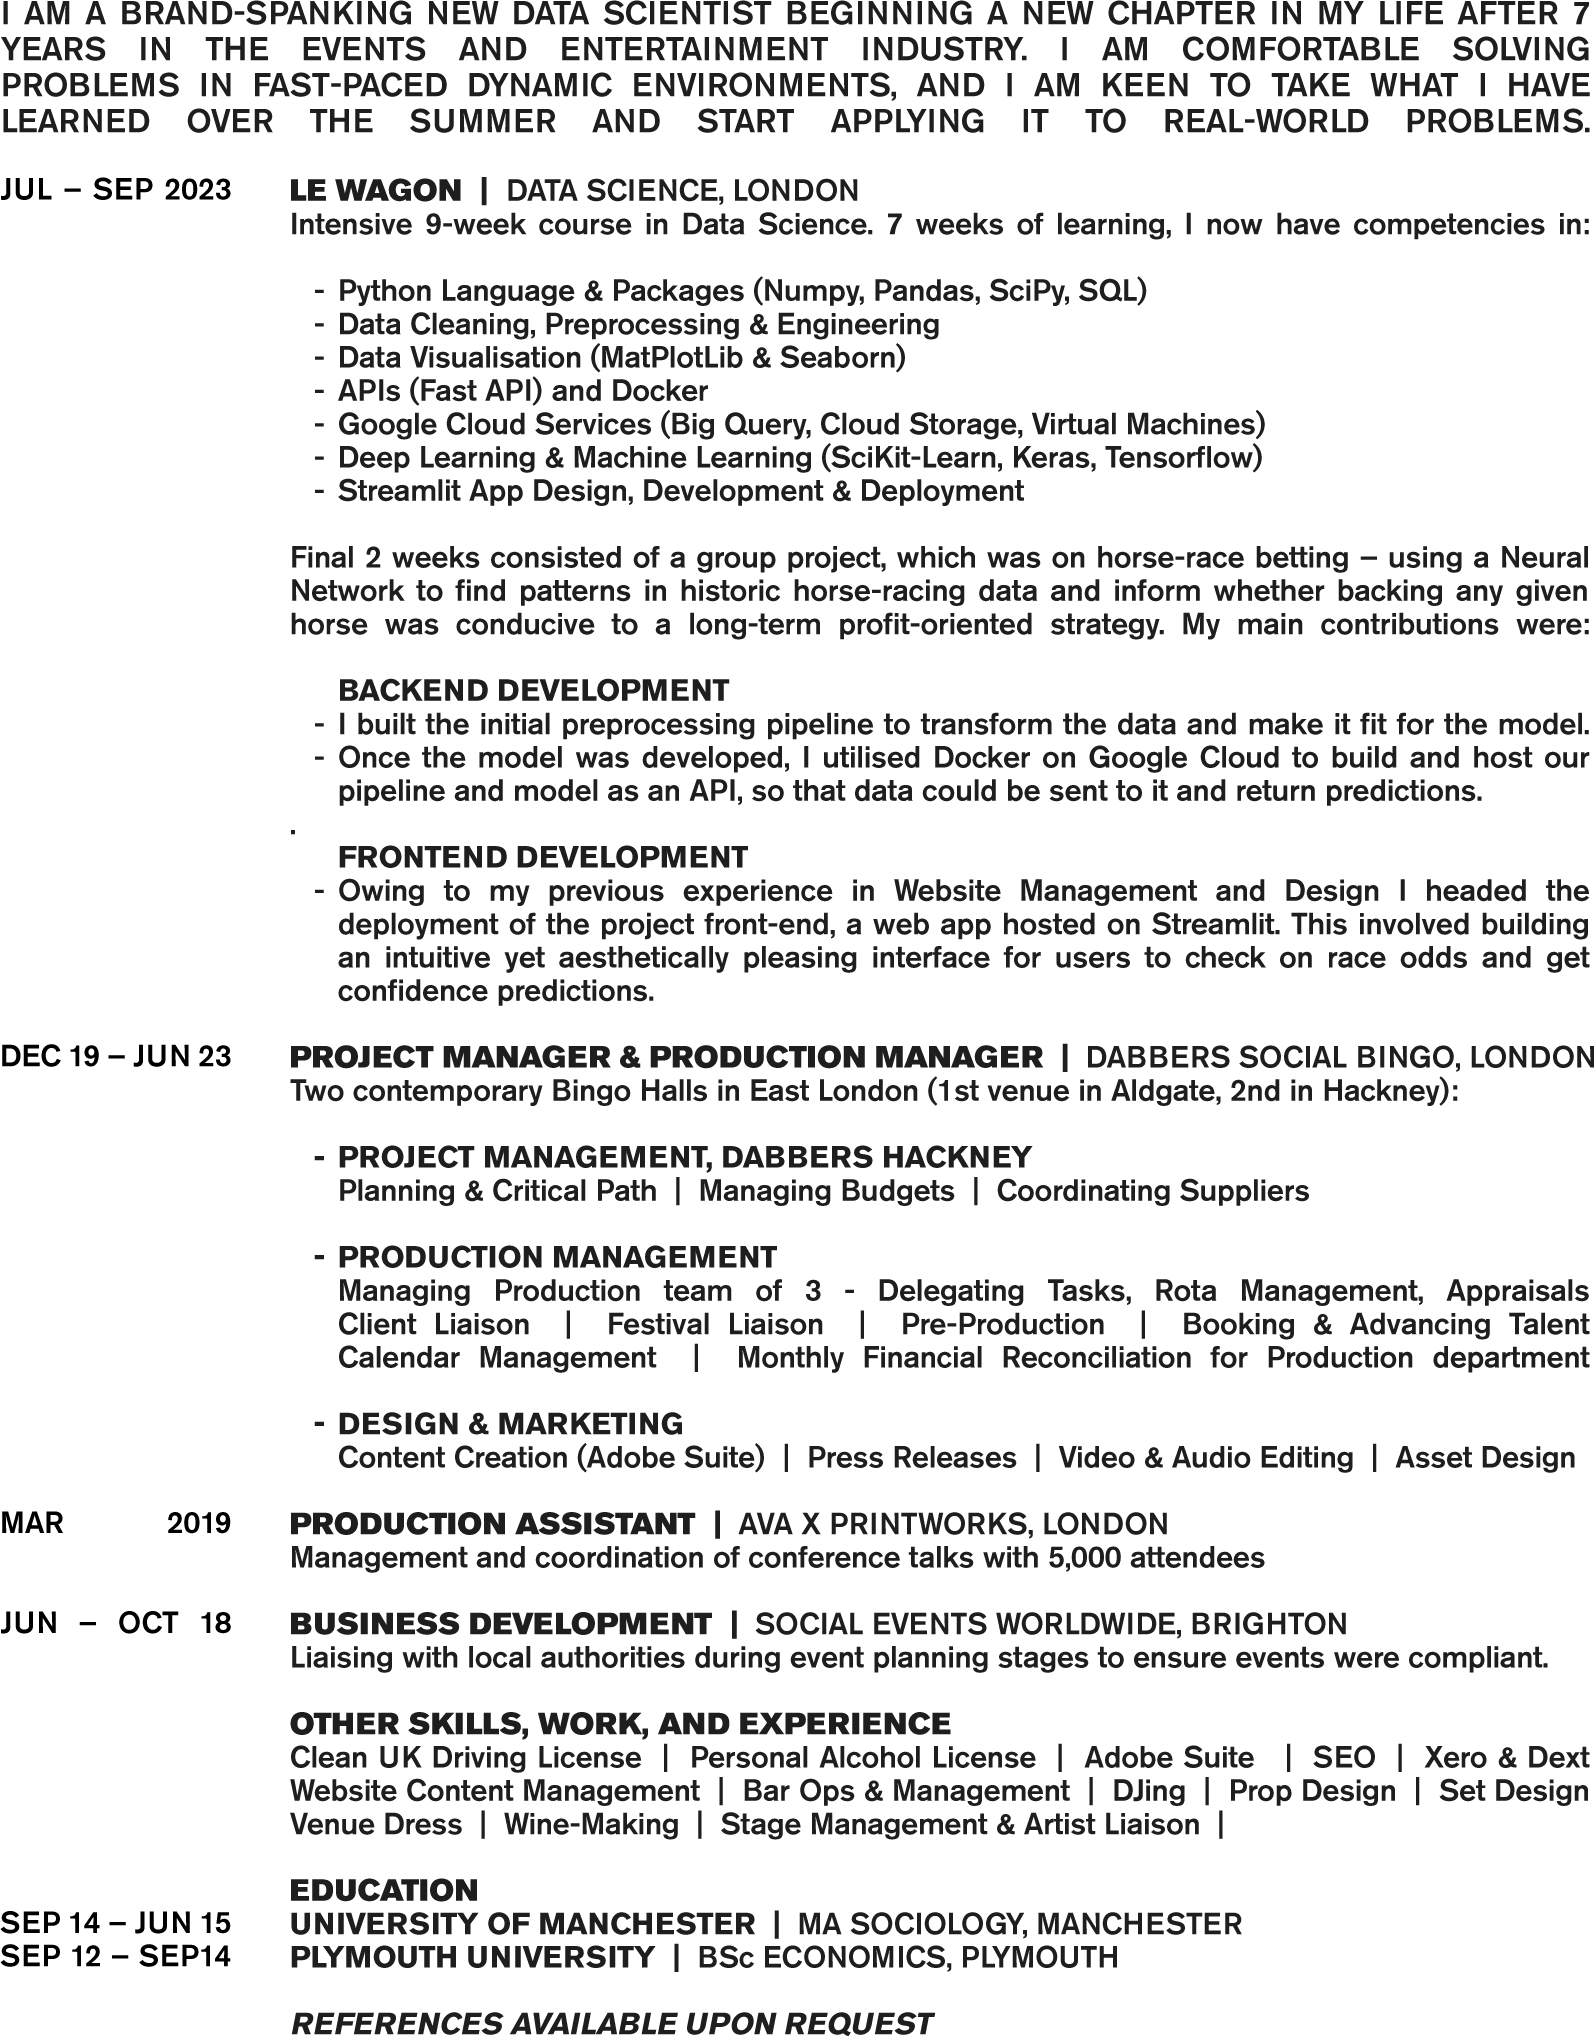 I AM A BRAND-SPANKING NEW DATA SCIENTIST BEGINNING A NEW CHAPTER IN MY LIFE AFTER 7
YEARS IN THE EVENTS AND ENTERTAINMENT INDUSTRY. I AM COMFORTABLE SOLVING
PROBLEMS IN FAST-PACED DYNAMIC ENVIRONMENTS, AND I AM KEEN TO TAKE WHAT I HAVE
LEARNED OVER THE SUMMER AND START APPLYING IT TO REAL-WORLD PROBLEMS.
JUL – SEP 2023 LE WAGON | DATA SCIENCE, LONDON
Intensive 9-week course in Data Science. 7 weeks of learning, I now have competencies in:
- Python Language & Packages (Numpy, Pandas, SciPy, SQL)
- Data Cleaning, Preprocessing & Engineering
- Data Visualisation (MatPlotLib & Seaborn)
- APIs (Fast API) and Docker
- Google Cloud Services (Big Query, Cloud Storage, Virtual Machines)
- Deep Learning & Machine Learning (SciKit-Learn, Keras, Tensorflow)
- Streamlit App Design, Development & Deployment
Final 2 weeks consisted of a group project, which was on horse-race betting – using a Neural
Network to find patterns in historic horse-racing data and inform whether backing any given
horse was conducive to a long-term profit-oriented strategy. My main contributions were:
BACKEND DEVELOPMENT
- I built the initial preprocessing pipeline to transform the data and make it fit for the model.
- Once the model was developed, I utilised Docker on Google Cloud to build and host our
pipeline and model as an API, so that data could be sent to it and return predictions.
.
FRONTEND DEVELOPMENT
- Owing to my previous experience in Website Management and Design I headed the
deployment of the project front-end, a web app hosted on Streamlit. This involved building
an intuitive yet aesthetically pleasing interface for users to check on race odds and get
confidence predictions.
DEC 19 – JUN 23 PROJECT MANAGER & PRODUCTION MANAGER | DABBERS SOCIAL BINGO, LONDON
Two contemporary Bingo Halls in East London (1st venue in Aldgate, 2nd in Hackney):
- PROJECT MANAGEMENT, DABBERS HACKNEY
Planning & Critical Path | Managing Budgets | Coordinating Suppliers
- PRODUCTION MANAGEMENT
Managing Production team of 3 - Delegating Tasks, Rota Management, Appraisals
Client Liaison | Festival Liaison | Pre-Production | Booking & Advancing Talent
Calendar Management | Monthly Financial Reconciliation for Production department
- DESIGN & MARKETING
Content Creation (Adobe Suite) | Press Releases | Video & Audio Editing | Asset Design
MAR 2019 PRODUCTION ASSISTANT | AVA X PRINTWORKS, LONDON
Management and coordination of conference talks with 5,000 attendees
JUN – OCT 18 BUSINESS DEVELOPMENT | SOCIAL EVENTS WORLDWIDE, BRIGHTON
Liaising with local authorities during event planning stages to ensure events were compliant.
OTHER SKILLS, WORK, AND EXPERIENCE
Clean UK Driving License | Personal Alcohol License | Adobe Suite | SEO | Xero & Dext
Website Content Management | Bar Ops & Management | DJing | Prop Design | Set Design
Venue Dress | Wine-Making | Stage Management & Artist Liaison |
EDUCATION
SEP 14 – JUN 15 UNIVERSITY OF MANCHESTER | MA SOCIOLOGY, MANCHESTER
SEP 12 – SEP14 PLYMOUTH UNIVERSITY | BSc ECONOMICS, PLYMOUTH
REFERENCES AVAILABLE UPON REQUEST